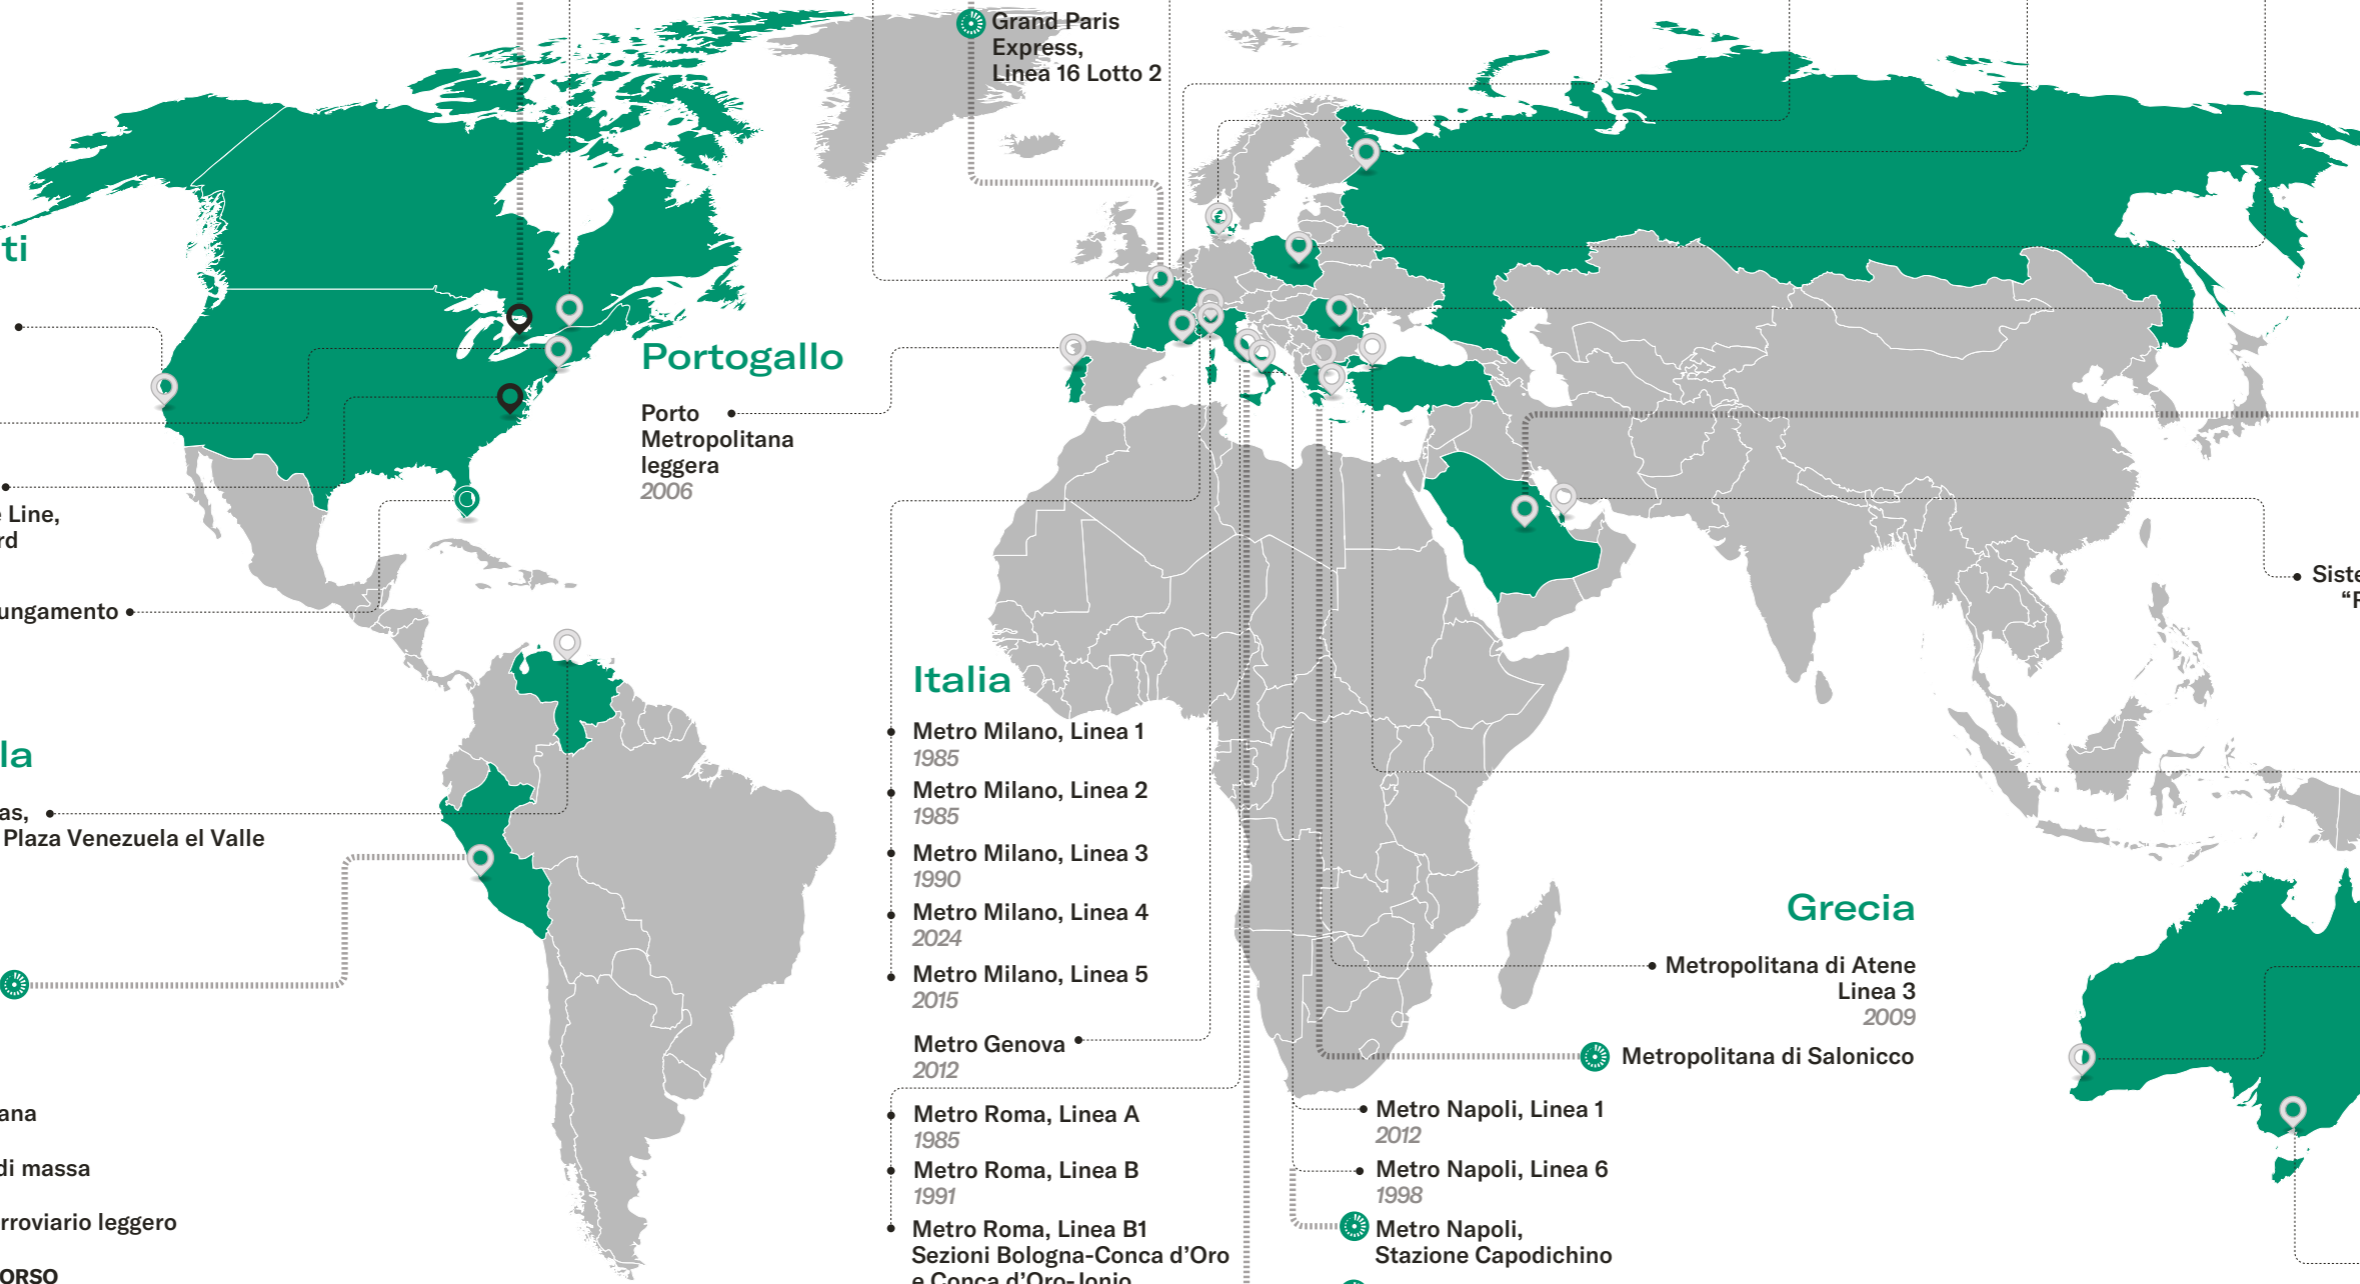 Grand Paris
Express,
Linea 16 Lotto 2
ti
Portogallo
Porto
Metropolitana
leggera
2006
e Line,
rd
ungamento
Siste
“F
Italia
Metro Milano, Linea 1
1985
Metro Milano, Linea 2
1985
Metro Milano, Linea 3
1990
Metro Milano, Linea 4
2024
Metro Milano, Linea 5
2015
Metro Genova
2012
Metro Roma, Linea A
1985
Metro Roma, Linea B
1991
Metro Roma, Linea B1
Sezioni Bologna-Conca d’Oro
e Conca d’Oro-Jonio
la
as,
Plaza Venezuela el Valle
Grecia
Metropolitana di Atene
Linea 3
2009
Metropolitana di Salonicco
Metro Napoli, Linea 1
2012
Metro Napoli, Linea 6
1998
Metro Napoli,
Stazione Capodichino
ana
di massa
rroviario leggero
ORSO